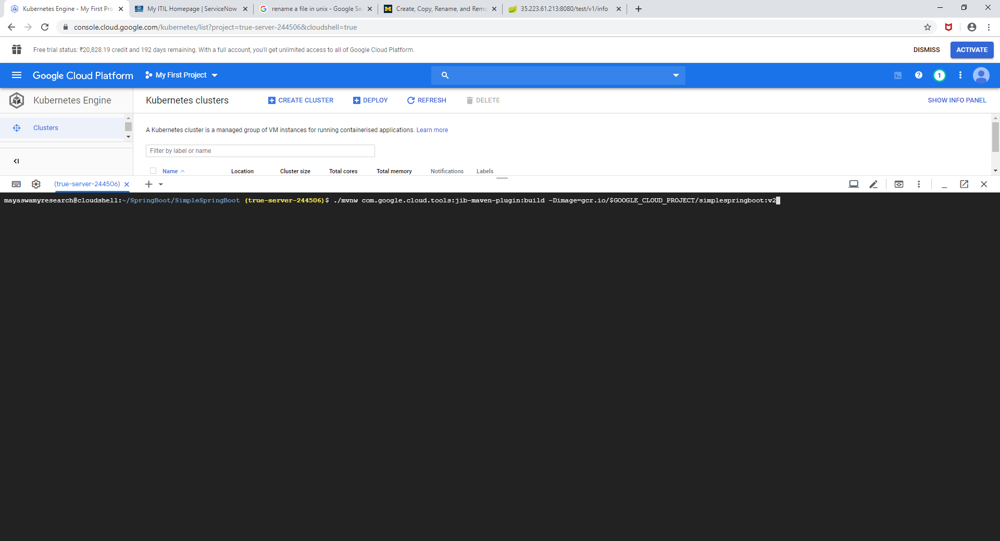 Kubernetes Engine - My First Pro
My ITIL Homepage | ServiceNow
rename a file in unix - Google Se
Create, Copy, Rename, and Remo
35.223.61.213:8080/test/v1/info
console.cloud.google.com/kubernetes/list?project=true-server-244506&cloudshell=true
Free trial status: ₹20,828.19 credit and 192 days remaining. With a full account, you'll get unlimited access to all of Google Cloud Platform.
DISMISS
ACTIVATE
Google Cloud Platform
My First Project
1
Kubernetes Engine
Kubernetes clusters
CREATE CLUSTER
DEPLOY
REFRESH
DELETE
SHOW INFO PANEL
Clusters
A Kubernetes cluster is a managed group of VM instances for running containerised applications. Learn more
Filter by label or name
Name
Location
Cluster size
Total cores
Total memory
Notifications
Labels
(true-server-244506)
mayaswamyresearch@cloudshell:~/SpringBoot/SimpleSpringBoot (true-server-244506)$ ./mvnw com.google.cloud.tools:jib-maven-plugin:build -Dimage=gcr.io/$GOOGLE_CLOUD_PROJECT/simplespringboot:v2